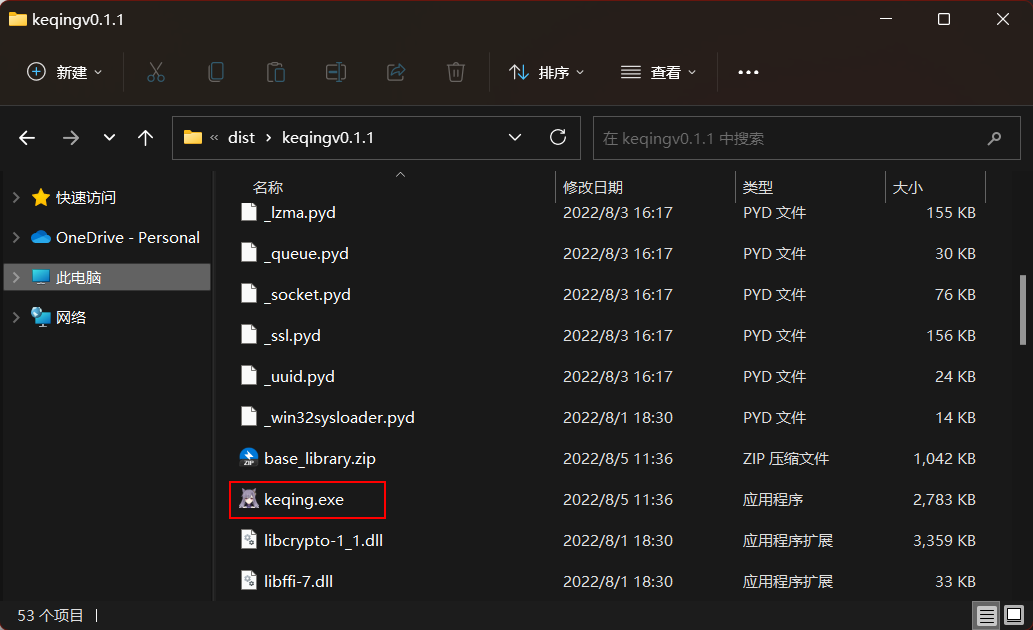 keqingv0.1.1
新建 排序 查看
« dist › keqingv0.1.1 在 keqingv0.1.1 中搜索
快速访问
OneDrive - Personal
此电脑
网络
名称 修改日期 类型 大小
_lzma.pyd 2022/8/3 16:17 PYD 文件 155 KB
_queue.pyd 2022/8/3 16:17 PYD 文件 30 KB
_socket.pyd 2022/8/3 16:17 PYD 文件 76 KB
_ssl.pyd 2022/8/3 16:17 PYD 文件 156 KB
_uuid.pyd 2022/8/3 16:17 PYD 文件 24 KB
_win32sysloader.pyd 2022/8/1 18:30 PYD 文件 14 KB
ZIP base_library.zip 2022/8/5 11:36 ZIP 压缩文件 1,042 KB
keqing.exe 2022/8/5 11:36 应用程序 2,783 KB
libcrypto-1_1.dll 2022/8/1 18:30 应用程序扩展 3,359 KB
libffi-7.dll 2022/8/1 18:30 应用程序扩展 33 KB
53 个项目